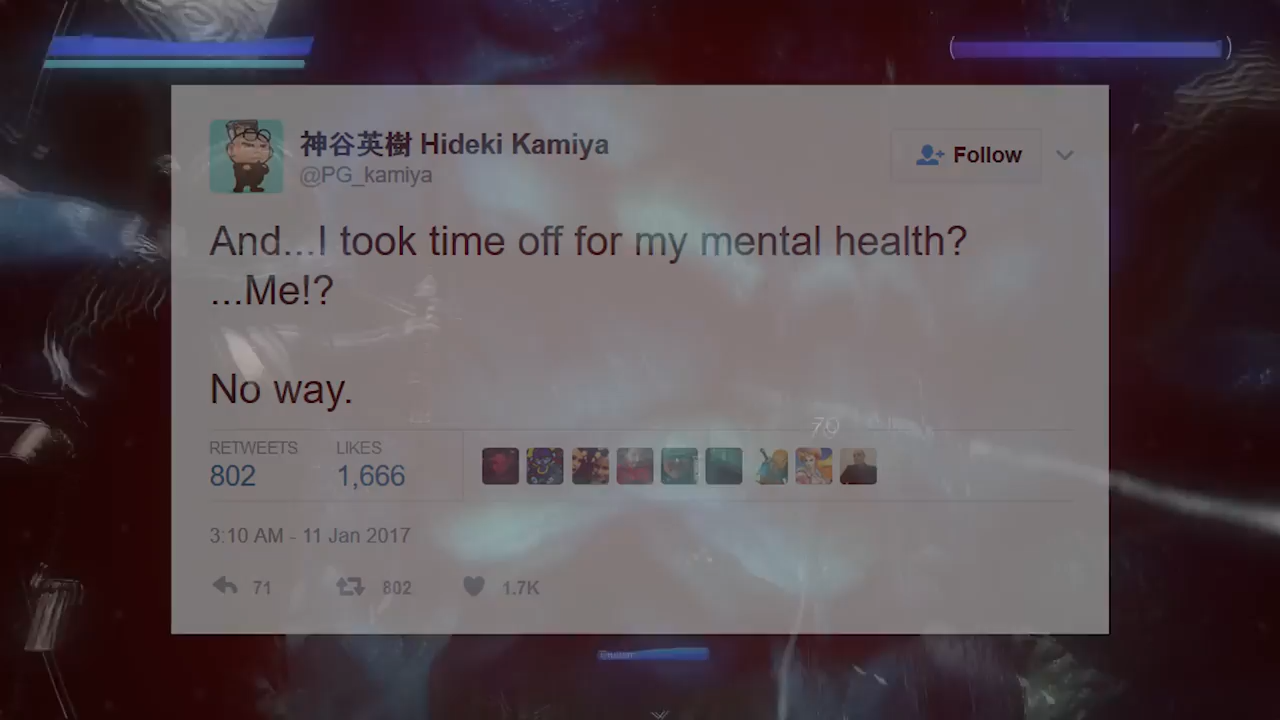 神谷英樹 Hideki Kamiya
@PG_kamiya
Follow
And...I took time off for my mental health?
...Me!?
No way.
RETWEETS LIKES
802 1,666
70
3:10 AM - 11 Jan 2017
71 802 1.7K